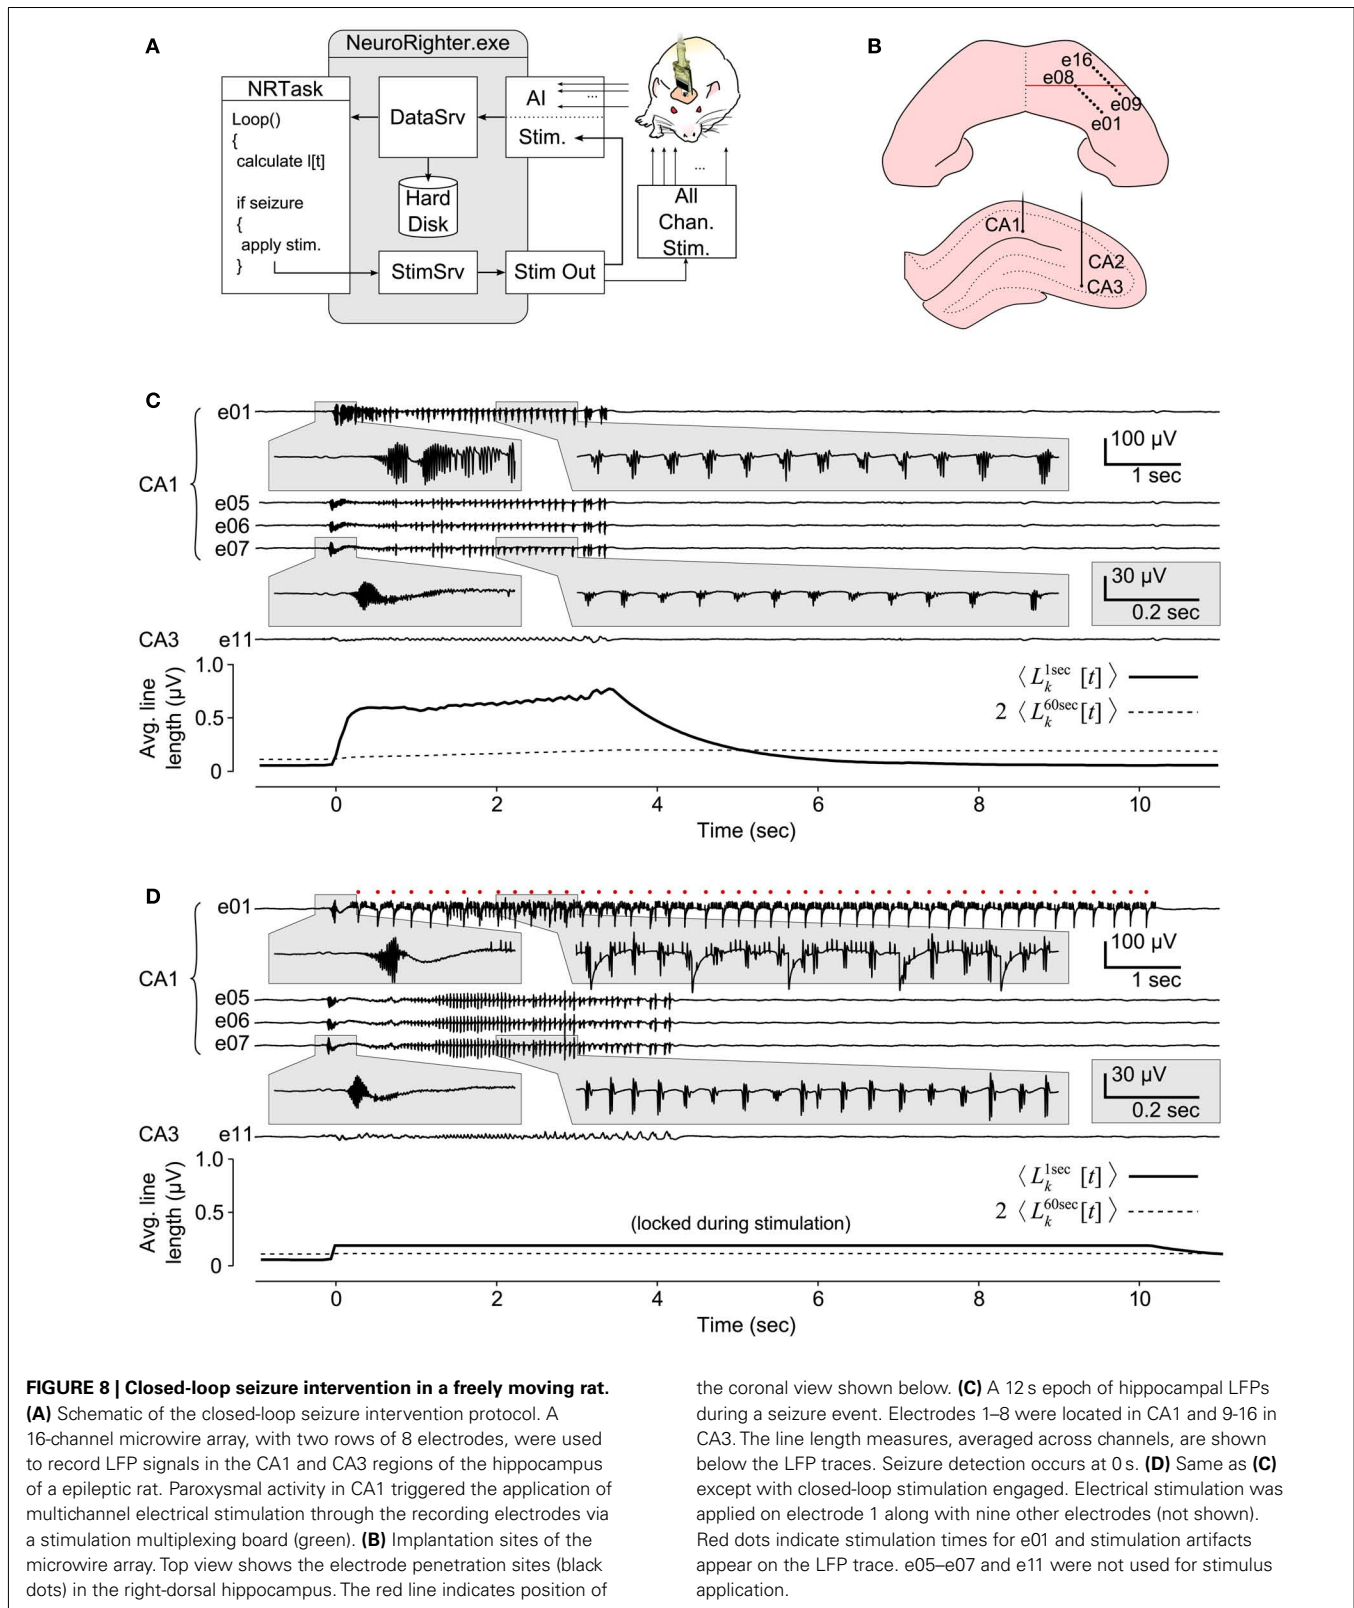 A
NeuroRighter.exe
NRTask
Loop()
{
calculate l[t]
if seizure
{
apply stim.
}
DataSrv
Hard
Disk
StimSrv
AI
...
Stim.
Stim Out
...
All
Chan.
Stim.
B
e16
e08
e09
e01
CA1
CA2
CA3
C
e01
100 µV
1 sec
CA1
e05
e06
e07
30 µV
0.2 sec
CA3 e11
Avg. line
length (µV)
1.0
0.5
0
⟨ L_k^{1sec} [t] ⟩
2 ⟨ L_k^{60sec} [t] ⟩
0 2 4 6 8 10
Time (sec)
D
e01
100 µV
1 sec
CA1
e05
e06
e07
30 µV
0.2 sec
CA3 e11
Avg. line
length (µV)
1.0
0.5
0
⟨ L_k^{1sec} [t] ⟩
2 ⟨ L_k^{60sec} [t] ⟩
(locked during stimulation)
0 2 4 6 8 10
Time (sec)
FIGURE 8 | Closed-loop seizure intervention in a freely moving rat.
(A) Schematic of the closed-loop seizure intervention protocol. A
16-channel microwire array, with two rows of 8 electrodes, were used
to record LFP signals in the CA1 and CA3 regions of the hippocampus
of a epileptic rat. Paroxysmal activity in CA1 triggered the application of
multichannel electrical stimulation through the recording electrodes via
a stimulation multiplexing board (green). (B) Implantation sites of the
microwire array. Top view shows the electrode penetration sites (black
dots) in the right-dorsal hippocampus. The red line indicates position of
the coronal view shown below. (C) A 12 s epoch of hippocampal LFPs
during a seizure event. Electrodes 1–8 were located in CA1 and 9-16 in
CA3. The line length measures, averaged across channels, are shown
below the LFP traces. Seizure detection occurs at 0 s. (D) Same as (C)
except with closed-loop stimulation engaged. Electrical stimulation was
applied on electrode 1 along with nine other electrodes (not shown).
Red dots indicate stimulation times for e01 and stimulation artifacts
appear on the LFP trace. e05–e07 and e11 were not used for stimulus
application.